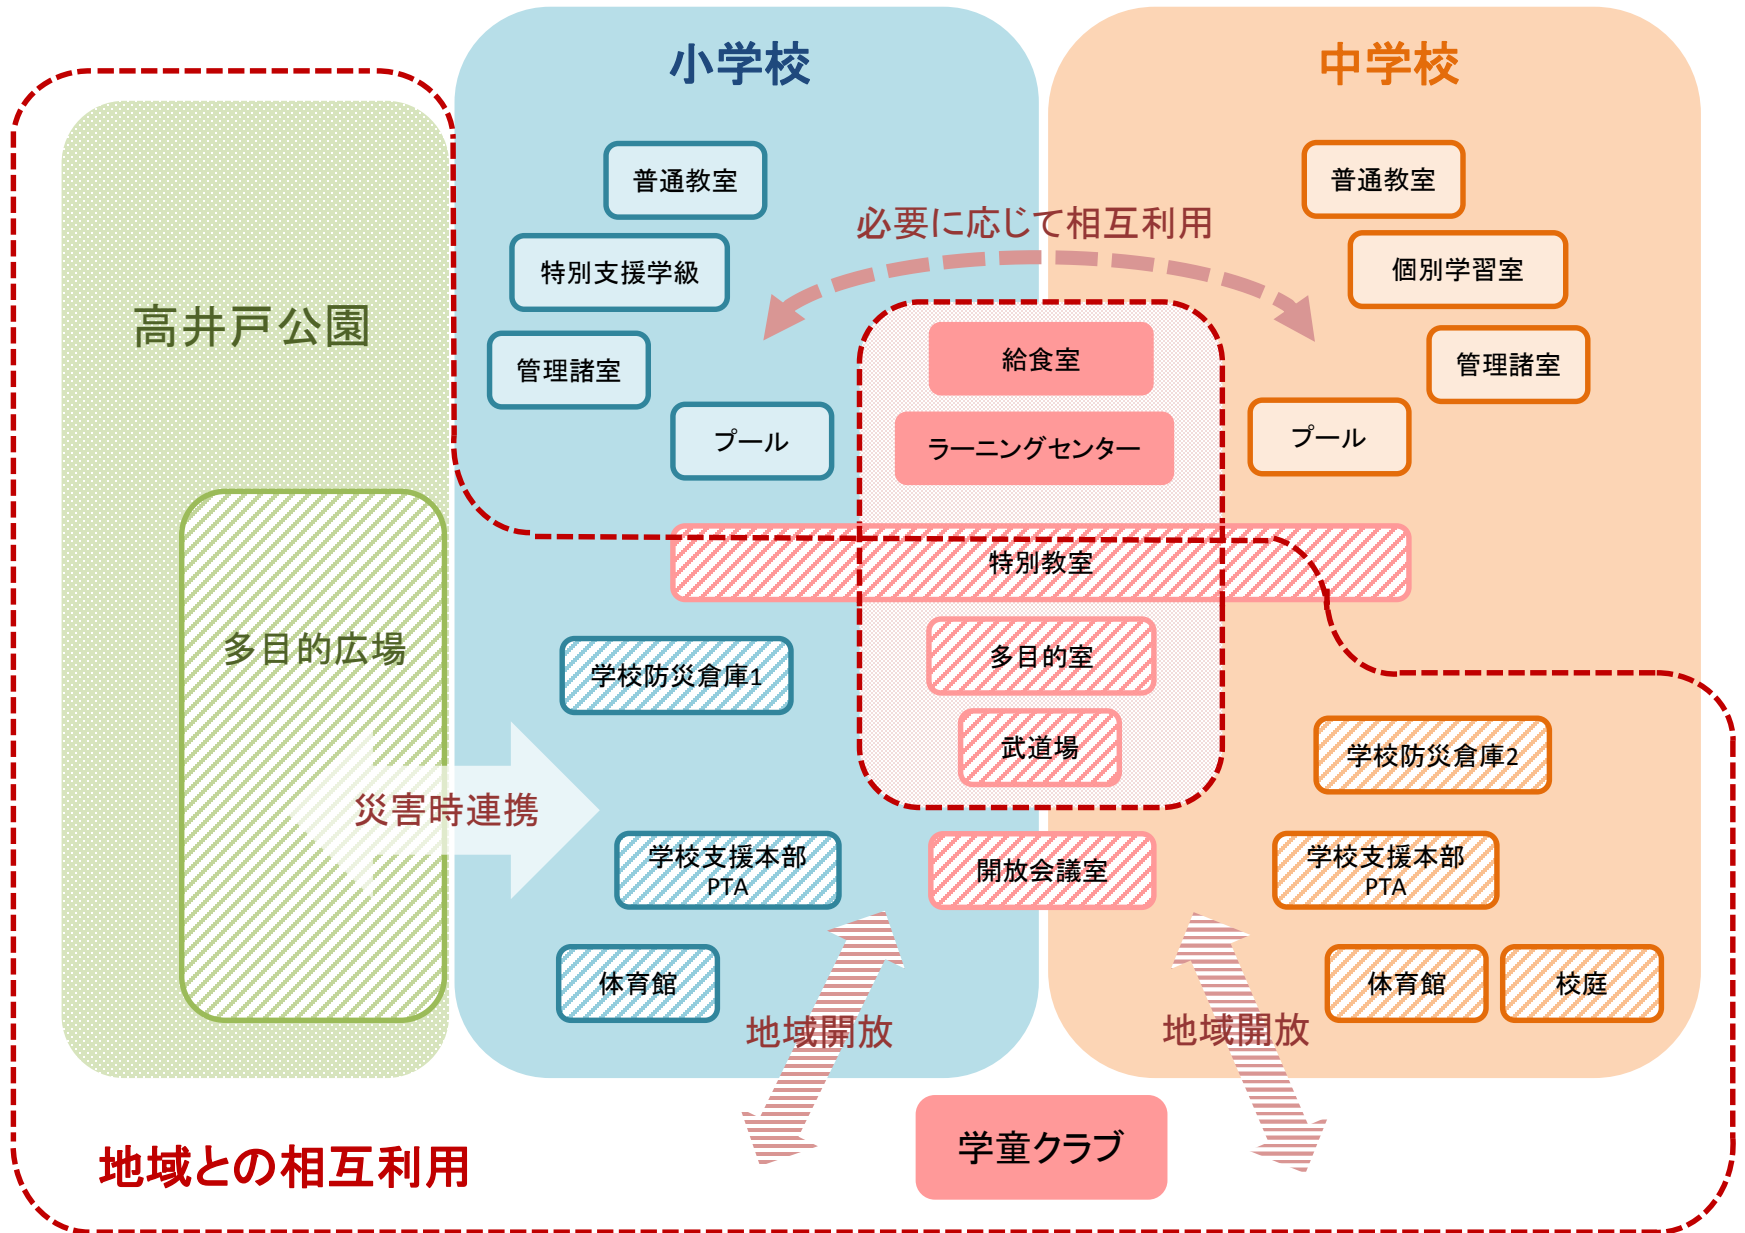 小学校
中学校
普通教室
普通教室
必要に応じて相互利用
特別支援学級
個別学習室
高井戸公園
給食室
管理諸室
管理諸室
プール
ラーニングセンター
プール
特別教室
多目的広場
学校防災倉庫1
多目的室
武道場
学校防災倉庫2
災害時連携
学校支援本部
PTA
開放会議室
学校支援本部
PTA
体育館
体育館
校庭
地域開放
地域開放
学童クラブ
地域との相互利用